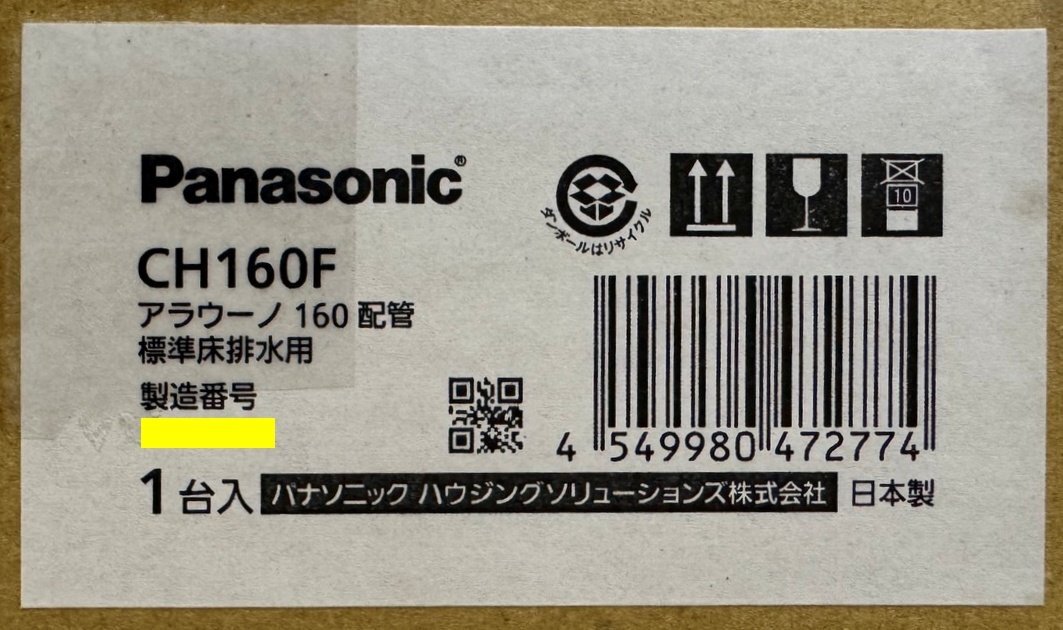 Panasonic®
ダンボールはリサイクル
10
CH160F
アラウーノ 160 配管
標準床排水用
製造番号
4 549980 472774
1 台入 パナソニック ハウジングソリューションズ株式会社 日本製